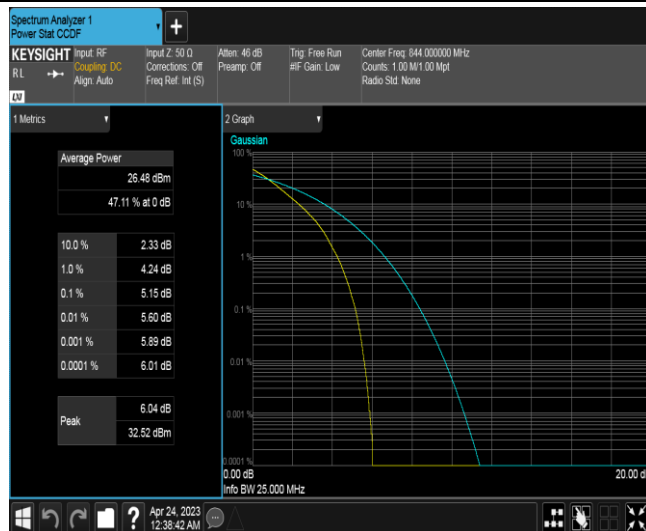 Spectrum Analyzer 1
Power Stat CCDF
KEYSIGHT
RL
LXI
Input: RF
Coupling: DC
Align: Auto
Input Z: 50 Ω
Corrections: Off
Freq Ref: Int (S)
Atten: 46 dB
Preamp: Off
Trig: Free Run
#IF Gain: Low
Center Freq: 844.000000 MHz
Counts: 1.00 M/1.00 Mpt
Radio Std: None
1 Metrics
Average Power
26.48 dBm
47.11 % at 0 dB
10.0 % 2.33 dB
1.0 % 4.24 dB
0.1 % 5.15 dB
0.01 % 5.60 dB
0.001 % 5.89 dB
0.0001 % 6.01 dB
Peak
6.04 dB
32.52 dBm
2 Graph
Gaussian
100 %
10 %
1 %
0.1 %
0.01 %
0.001 %
0.0001 %
0.00 dB
20.00 d
Info BW 25.000 MHz
Apr 24, 2023
12:38:42 AM